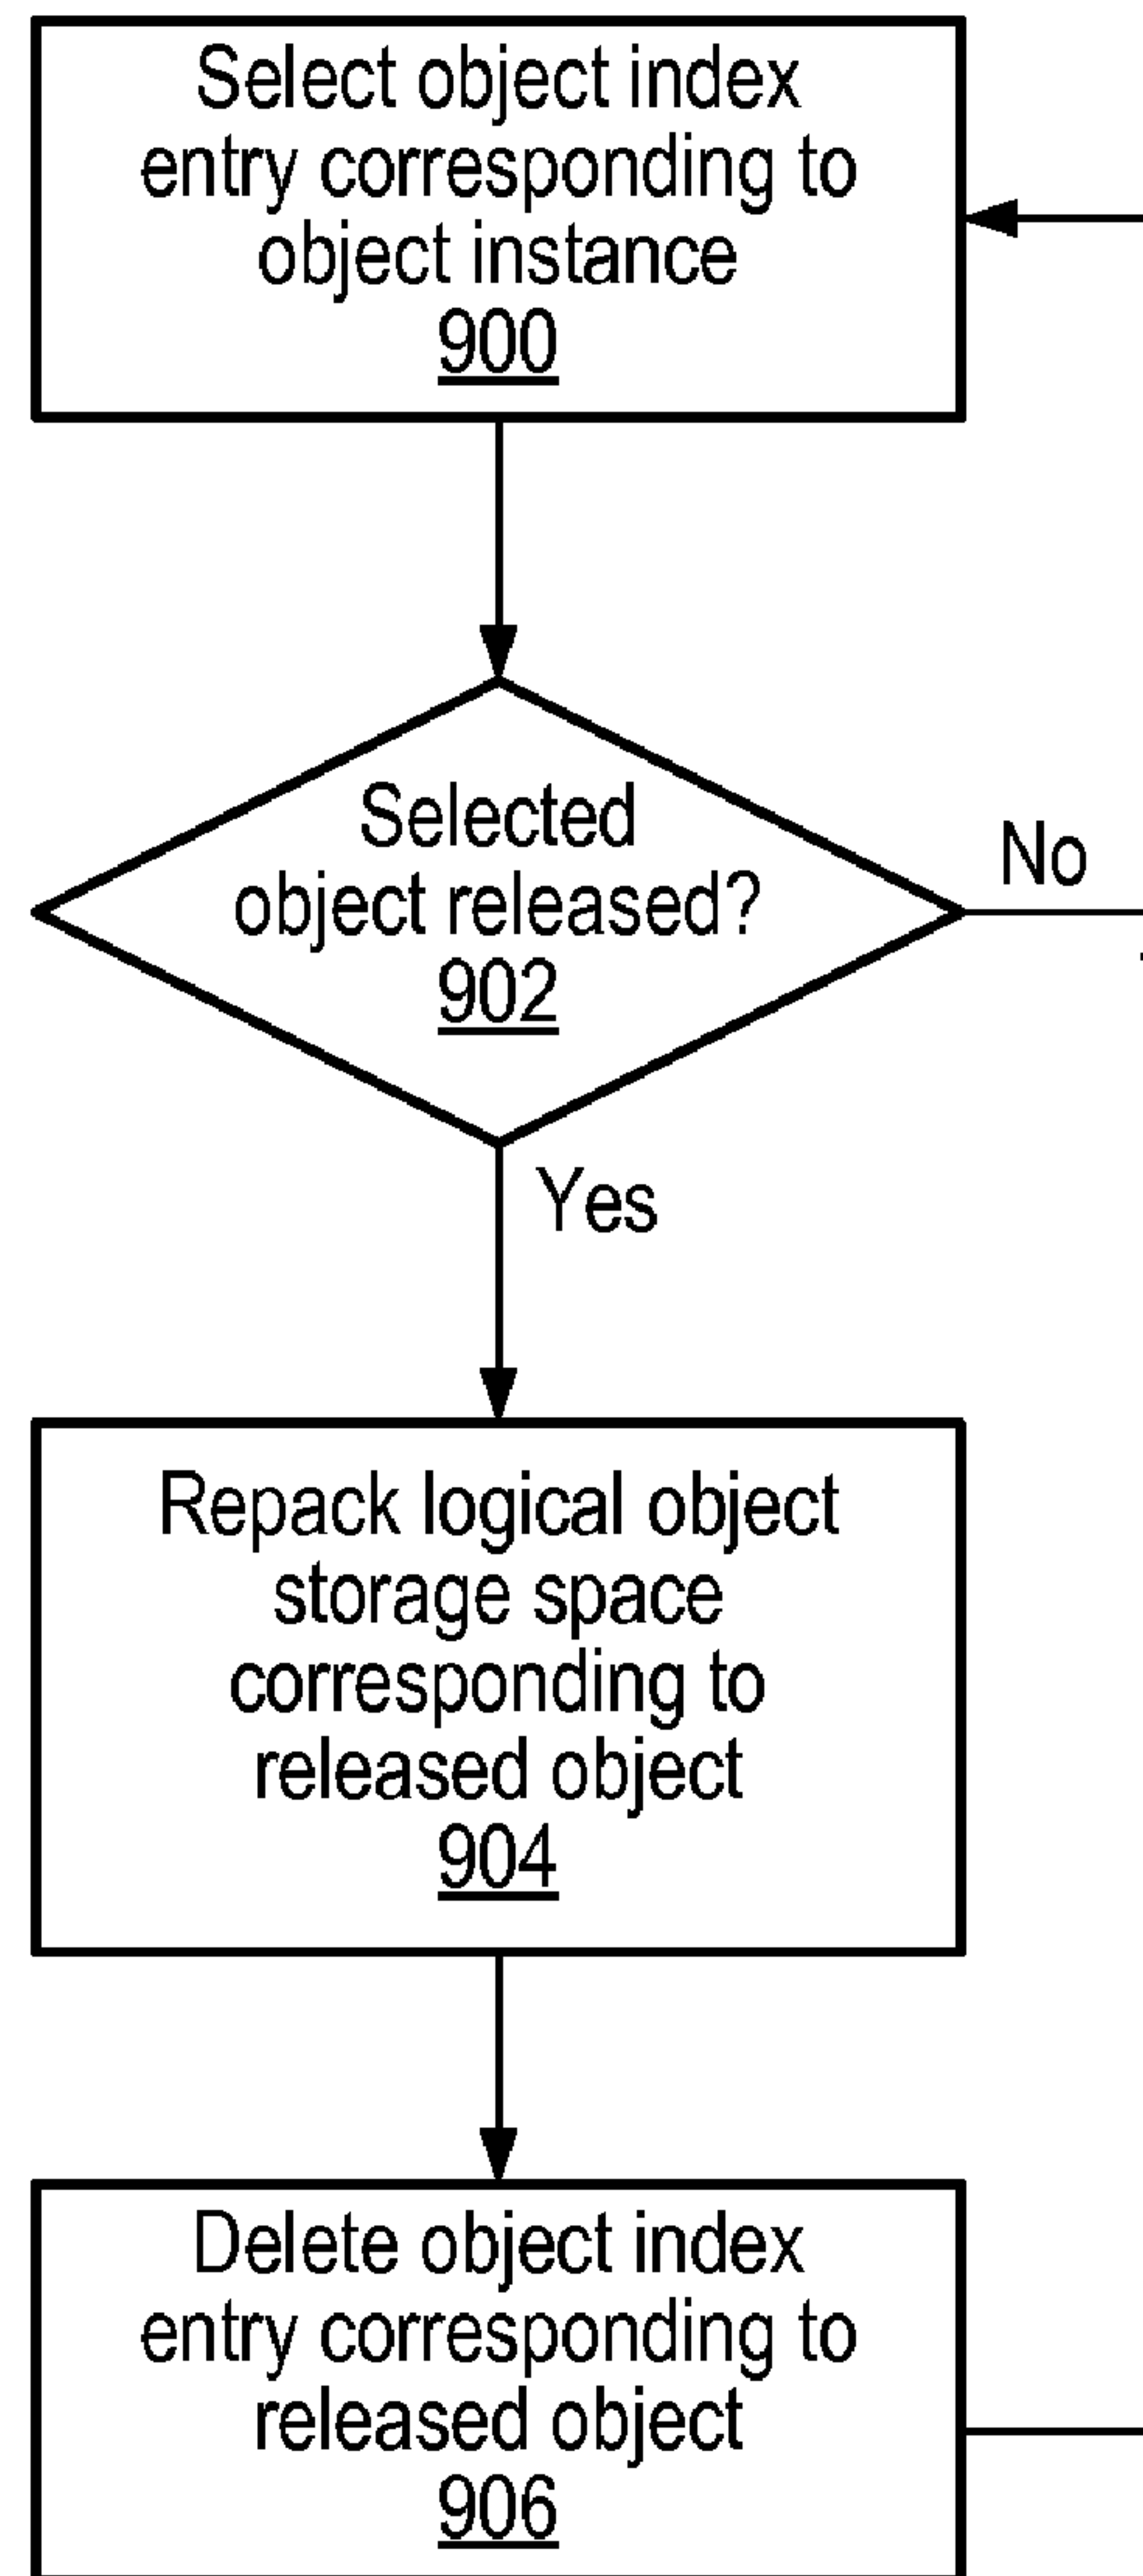 Select object index
entry corresponding to
object instance
900
Selected
object released?
902
No
Yes
Repack logical object
storage space
corresponding to
released object
904
Delete object index
entry corresponding to
released object
906